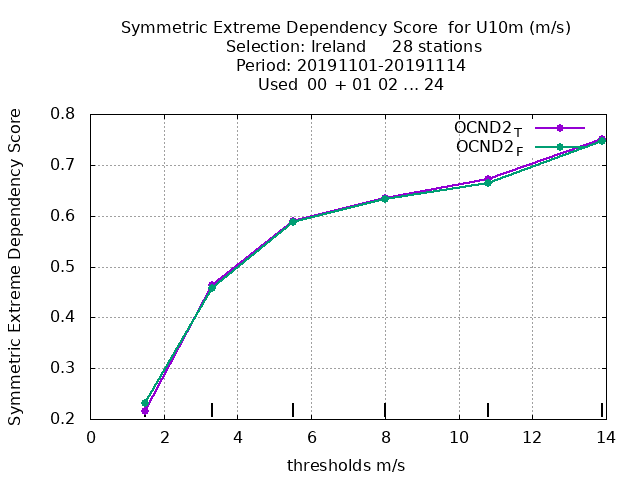 Symmetric Extreme Dependency Score for U10m (m/s)
Selection: Ireland 28 stations
Period: 20191101-20191114
Used 00 + 01 02 ... 24
Symmetric Extreme Dependency Score
0.8
0.7
0.6
0.5
0.4
0.3
0.2
OCND2T
OCND2F
0 2 4 6 8 10 12 14
thresholds m/s